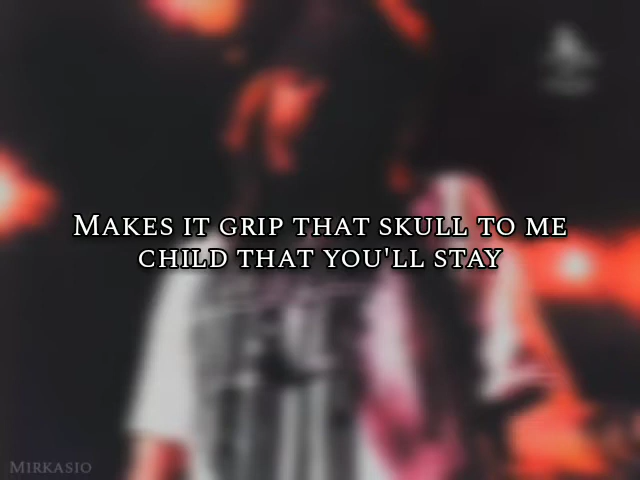 Makes it grip that skull to me
child that you'll stay
Mirkasio